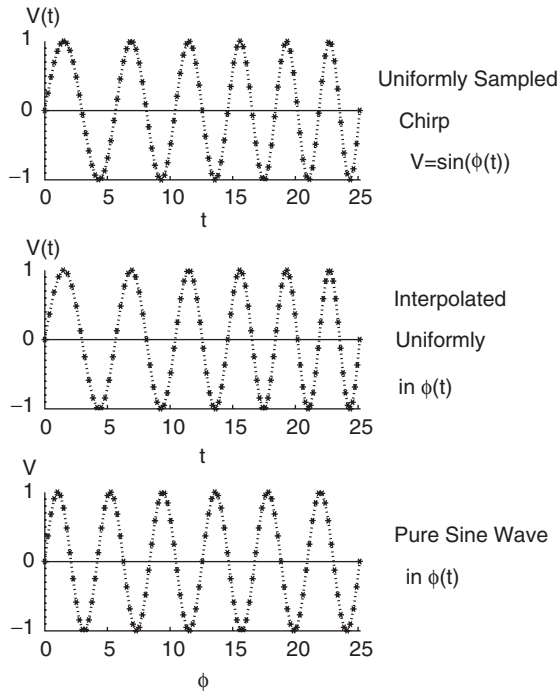 V(t)
1
0
−1
0 5 10 15 20 25
t
Uniformly Sampled
Chirp
V=sin(ϕ(t))
V(t)
1
0
−1
0 5 10 15 20 25
t
Interpolated
Uniformly
in ϕ(t)
V
1
0
−1
0 5 10 15 20 25
ϕ
Pure Sine Wave
in ϕ(t)